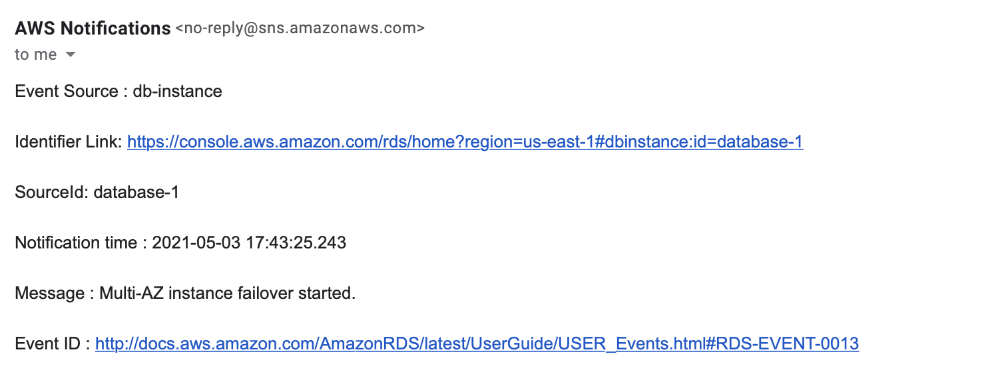 AWS Notifications <no-reply@sns.amazonaws.com>
to me
Event Source : db-instance
Identifier Link: https://console.aws.amazon.com/rds/home?region=us-east-1#dbinstance:id=database-1
SourceId: database-1
Notification time : 2021-05-03 17:43:25.243
Message : Multi-AZ instance failover started.
Event ID : http://docs.aws.amazon.com/AmazonRDS/latest/UserGuide/USER_Events.html#RDS-EVENT-0013